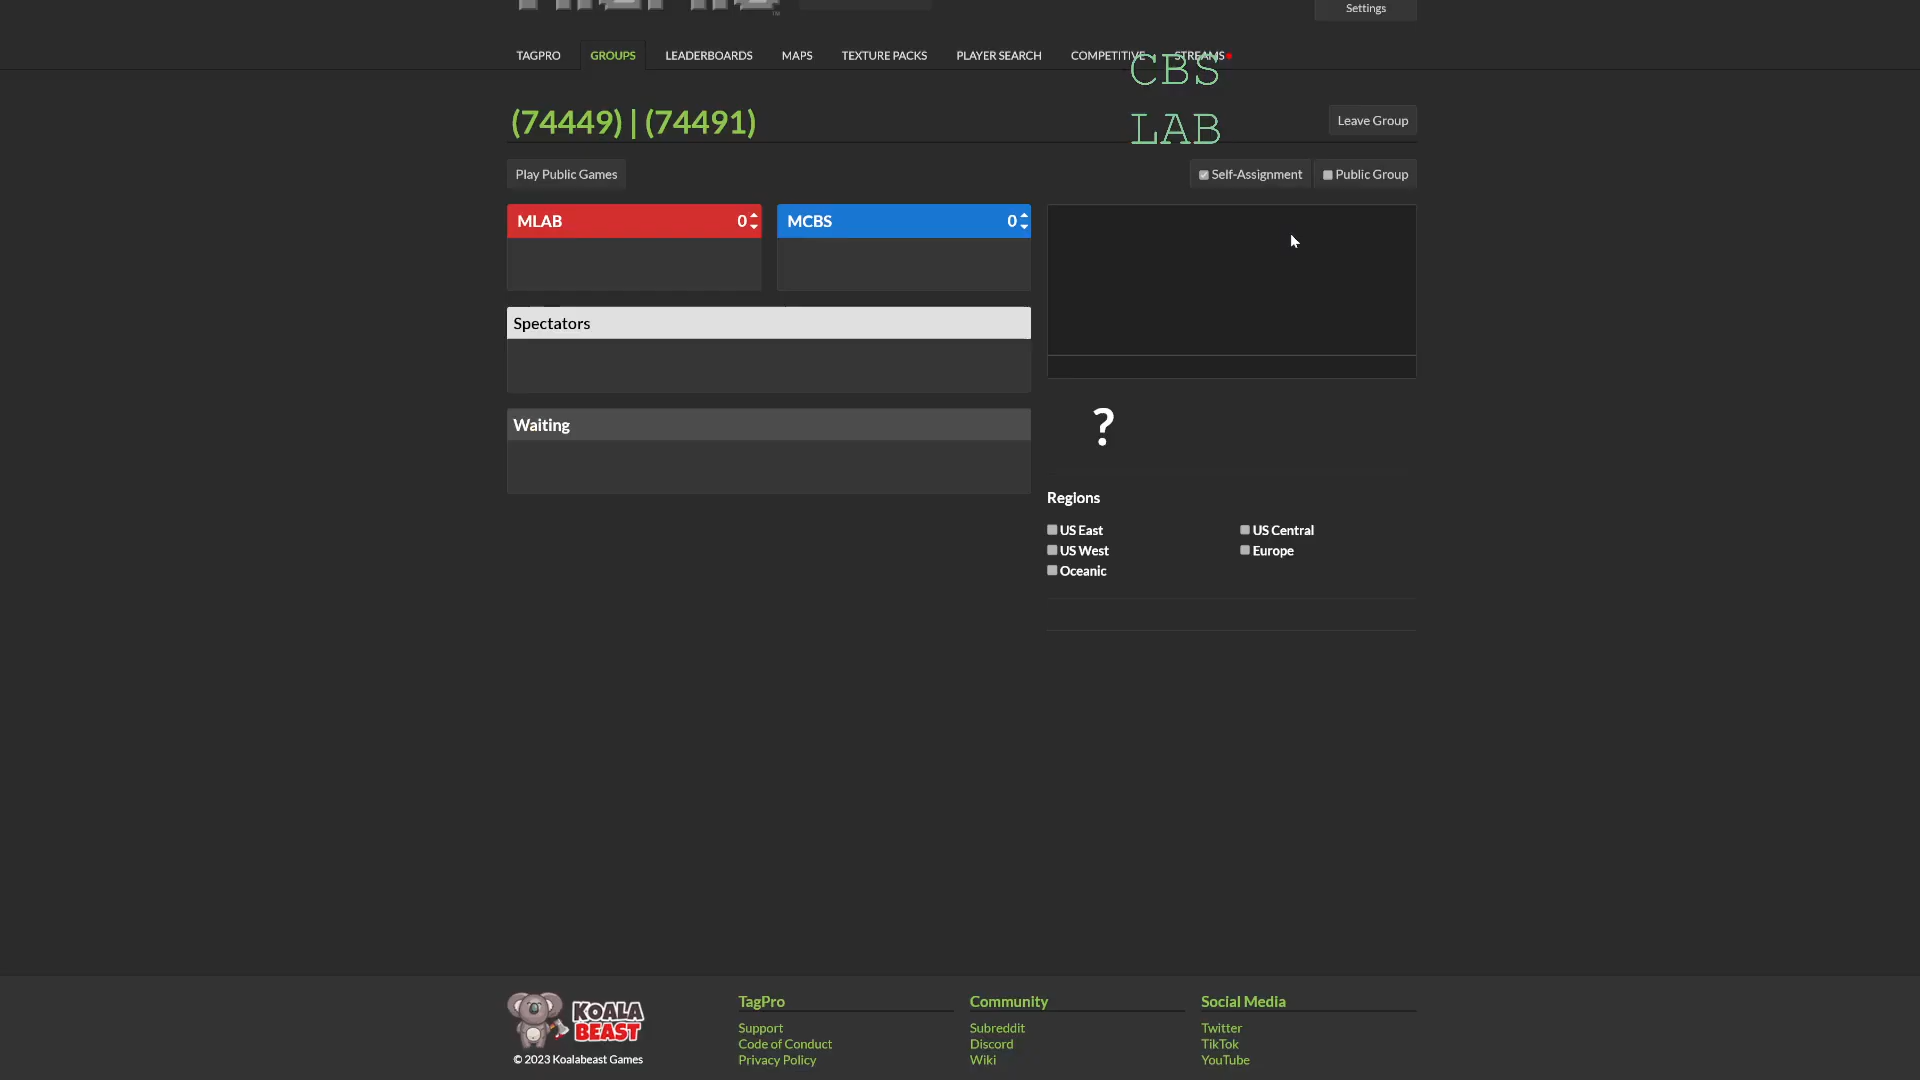 Settings
TAGPRO GROUPS LEADERBOARDS MAPS TEXTURE PACKS PLAYER SEARCH COMPETITIVE STREAMS
CBS
LAB
(74449) | (74491)
Leave Group
Play Public Games
Self-Assignment
Public Group
MLAB 0
MCBS 0
Spectators
Waiting
?
Regions
US East
US Central
US West
Europe
Oceanic
KOALA
BEAST
© 2023 Koalabeast Games
TagPro
Support
Code of Conduct
Privacy Policy
Community
Subreddit
Discord
Wiki
Social Media
Twitter
TikTok
YouTube